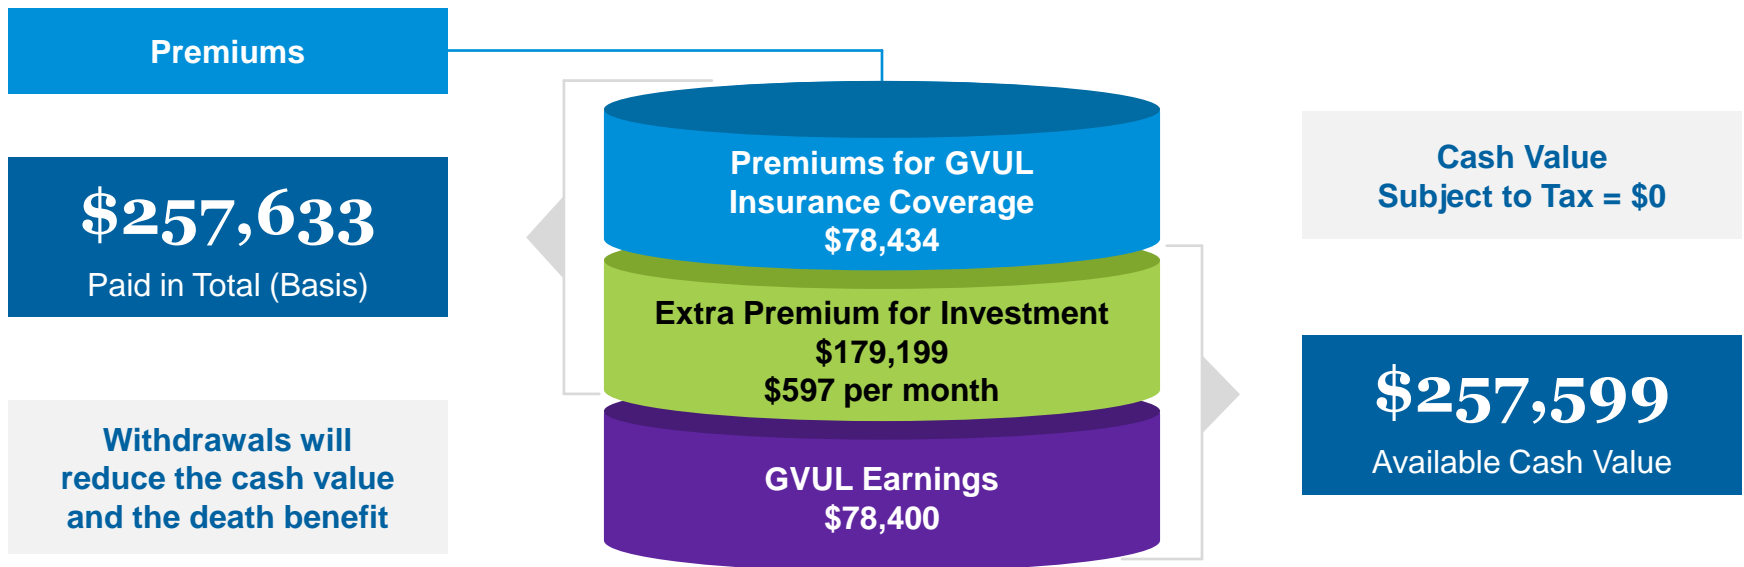 Premiums
$257,633
Paid in Total (Basis)
Withdrawals will
reduce the cash value
and the death benefit
Premiums for GVUL
Insurance Coverage
$78,434
Extra Premium for Investment
$179,199
$597 per month
GVUL Earnings
$78,400
Cash Value
Subject to Tax = $0
$257,599
Available Cash Value